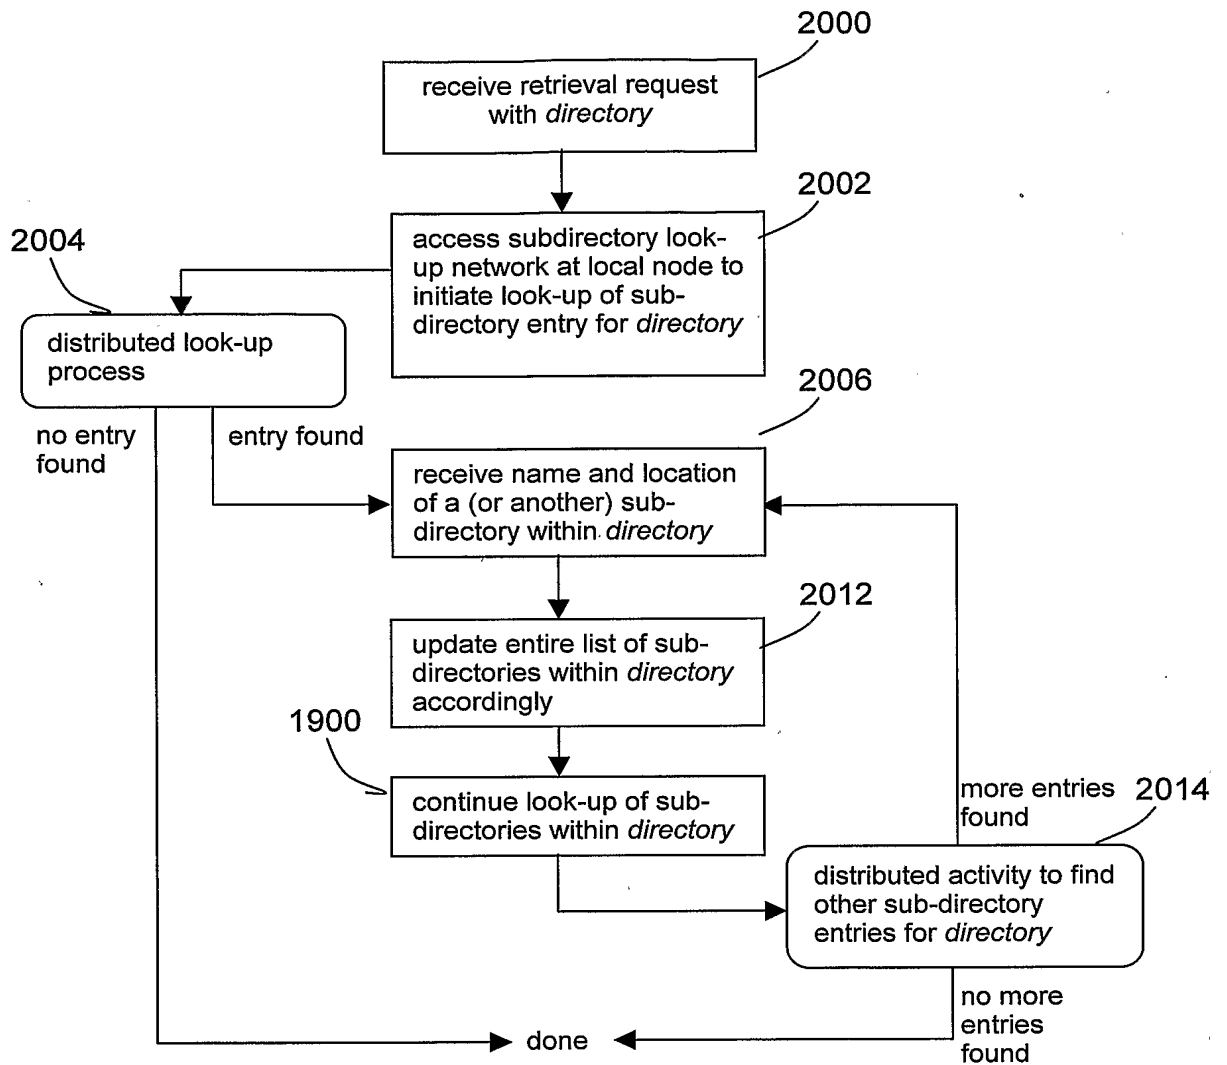 2000
receive retrieval request
with directory
2002
access subdirectory look-
up network at local node to
initiate look-up of sub-
directory entry for directory
2004
distributed look-up
process
no entry
found
entry found
2006
receive name and location
of a (or another) sub-
directory within directory
2012
update entire list of sub-
directories within directory
accordingly
1900
continue look-up of sub-
directories within directory
more entries
found
2014
distributed activity to find
other sub-directory
entries for directory
no more
entries
found
done